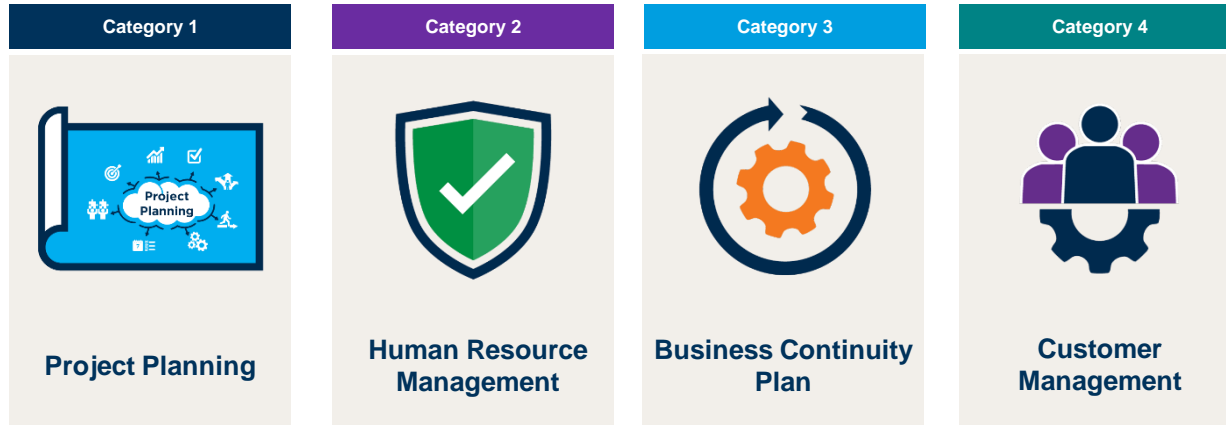 Category 1
Category 2
Category 3
Category 4
Project
Planning
Project Planning
Human Resource
Management
Business Continuity
Plan
Customer
Management